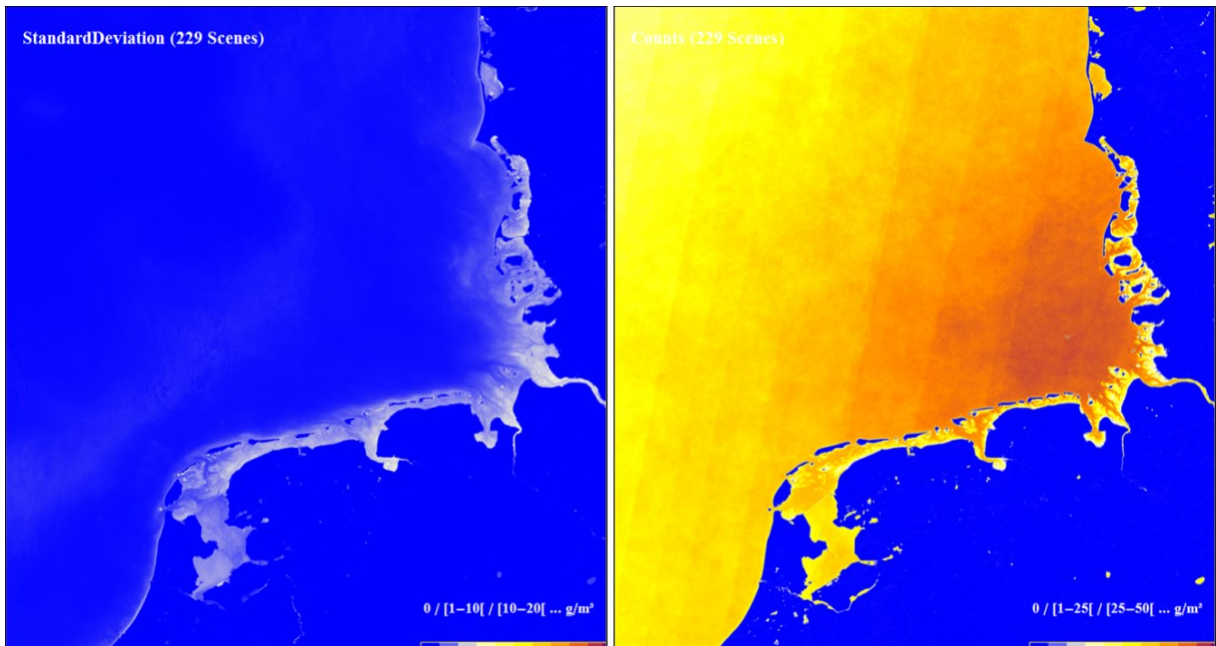 StandardDeviation (229 Scenes)
Counts (229 Scenes)
0 / [1–10[ / [10–20[ ... g/m³
0 / [1–25[ / [25–50[ ... g/m³